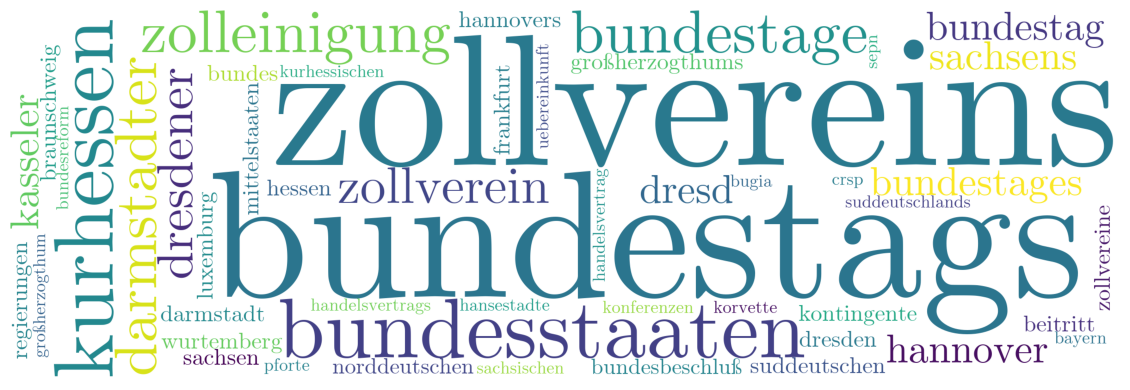 zolleinigung
hannovers
bundestage
bundestag
sachsens
großherzogthums
sepn
bundes
kurhessischen
zollvereins
frankfurt
uebereinkunft
braunschweig
kasseler
bundesreform
kurhessen
darmstadter
dresdener
mittelstaaten
hessen
zollverein
dresd
bugia
crsp
bundestages
suddeutschlands
handelsvertrag
luxemburg
bundestags
zollvereine
regierungen
großherzogthum
darmstadt
handelsvertrags
hansestadte
konferenzen
korvette
kontingente
beitritt
bayern
wurtemberg
bundesstaaten
dresden
hannover
sachsen
pforte
norddeutschen
sachsischen
bundesbeschluß
suddeutschen